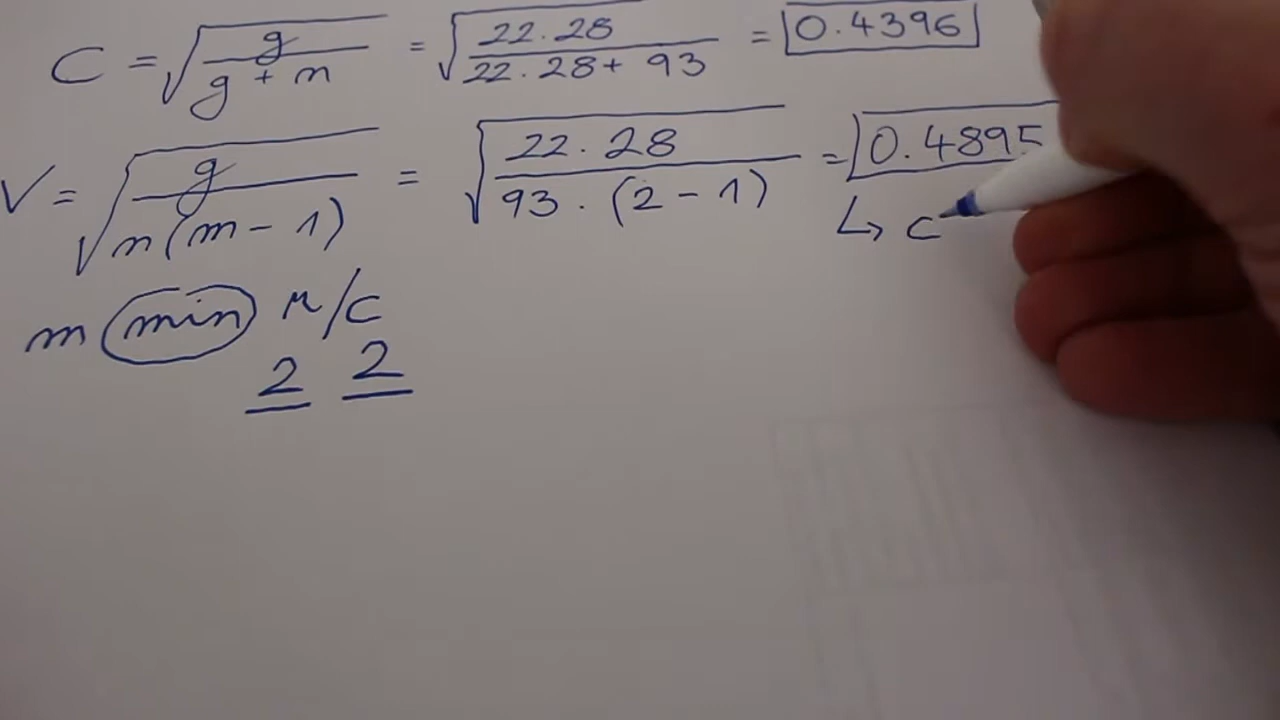 C = √g/g + n = √22.28/22.28 + 93 = 0.4396
V = √g/n(m - 1) = √22.28/93 . (2 - 1) = 0.4895
↳ c
m min r/c
2 2